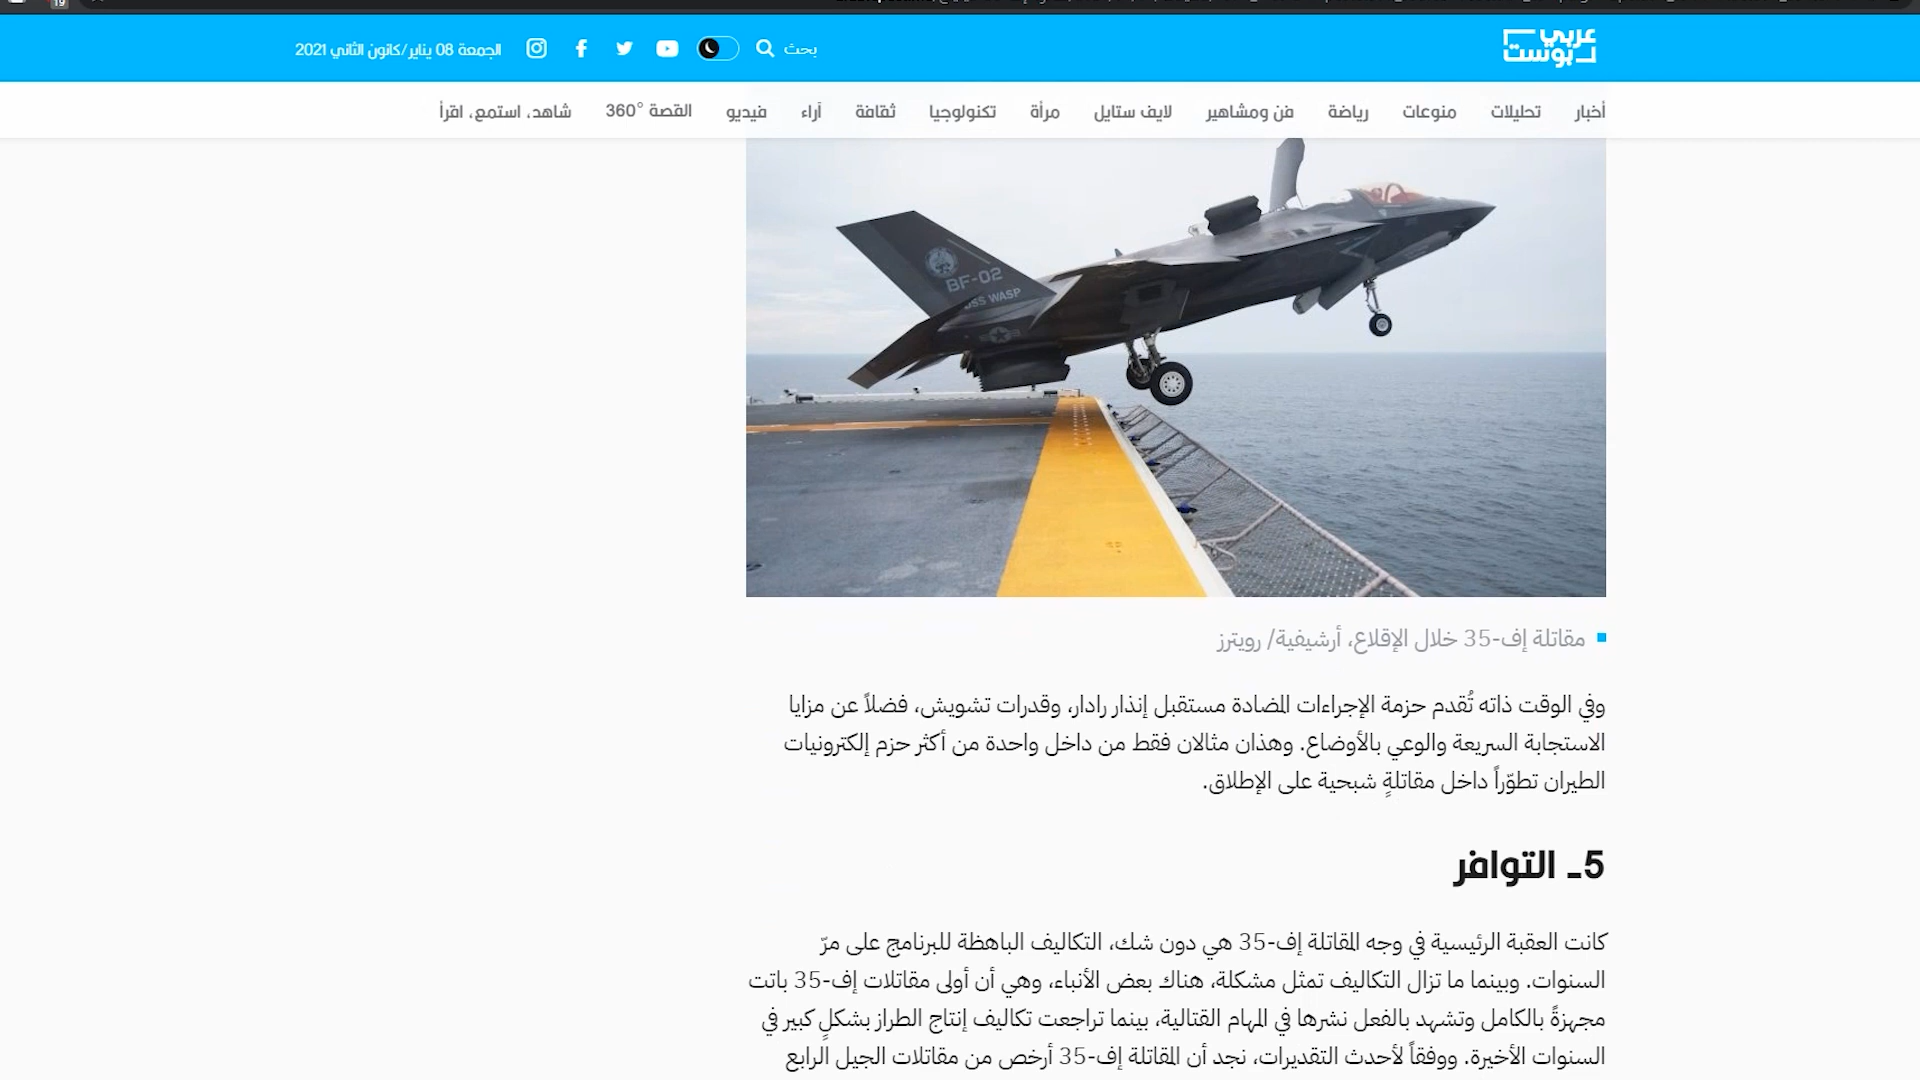 19
عربي
بوست
بحث
الجمعة 08 يناير/كانون الثاني 2021
أخبار تحليلات منوعات رياضة فن ومشاهير لايف ستايل مرأة تكنولوجيا ثقافة آراء فيديو القصة °360 شاهد، استمع، اقرأ
BF-02
USS WASP
مقاتلة إف-35 خلال الإقلاع، أرشيفية/ رويترز
وفي الوقت ذاته تُقدم حزمة الإجراءات المضادة مستقبل إنذار رادار، وقدرات تشويش، فضلاً عن مزايا
الاستجابة السريعة والوعي بالأوضاع. وهذان مثالان فقط من داخل واحدة من أكثر حزم إلكترونيات
الطيران تطوّراً داخل مقاتلةٍ شبحية على الإطلاق.
5ـ التوافر
كانت العقبة الرئيسية في وجه المقاتلة إف-35 هي دون شك، التكاليف الباهظة للبرنامج على مرّ
السنوات. وبينما ما تزال التكاليف تمثل مشكلة، هناك بعض الأنباء، وهي أن أولى مقاتلات إف-35 باتت
مجهزةً بالكامل وتشهد بالفعل نشرها في المهام القتالية، بينما تراجعت تكاليف إنتاج الطراز بشكلٍ كبير في
السنوات الأخيرة. ووفقاً لأحدث التقديرات، نجد أن المقاتلة إف-35 أرخص من مقاتلات الجيل الرابع